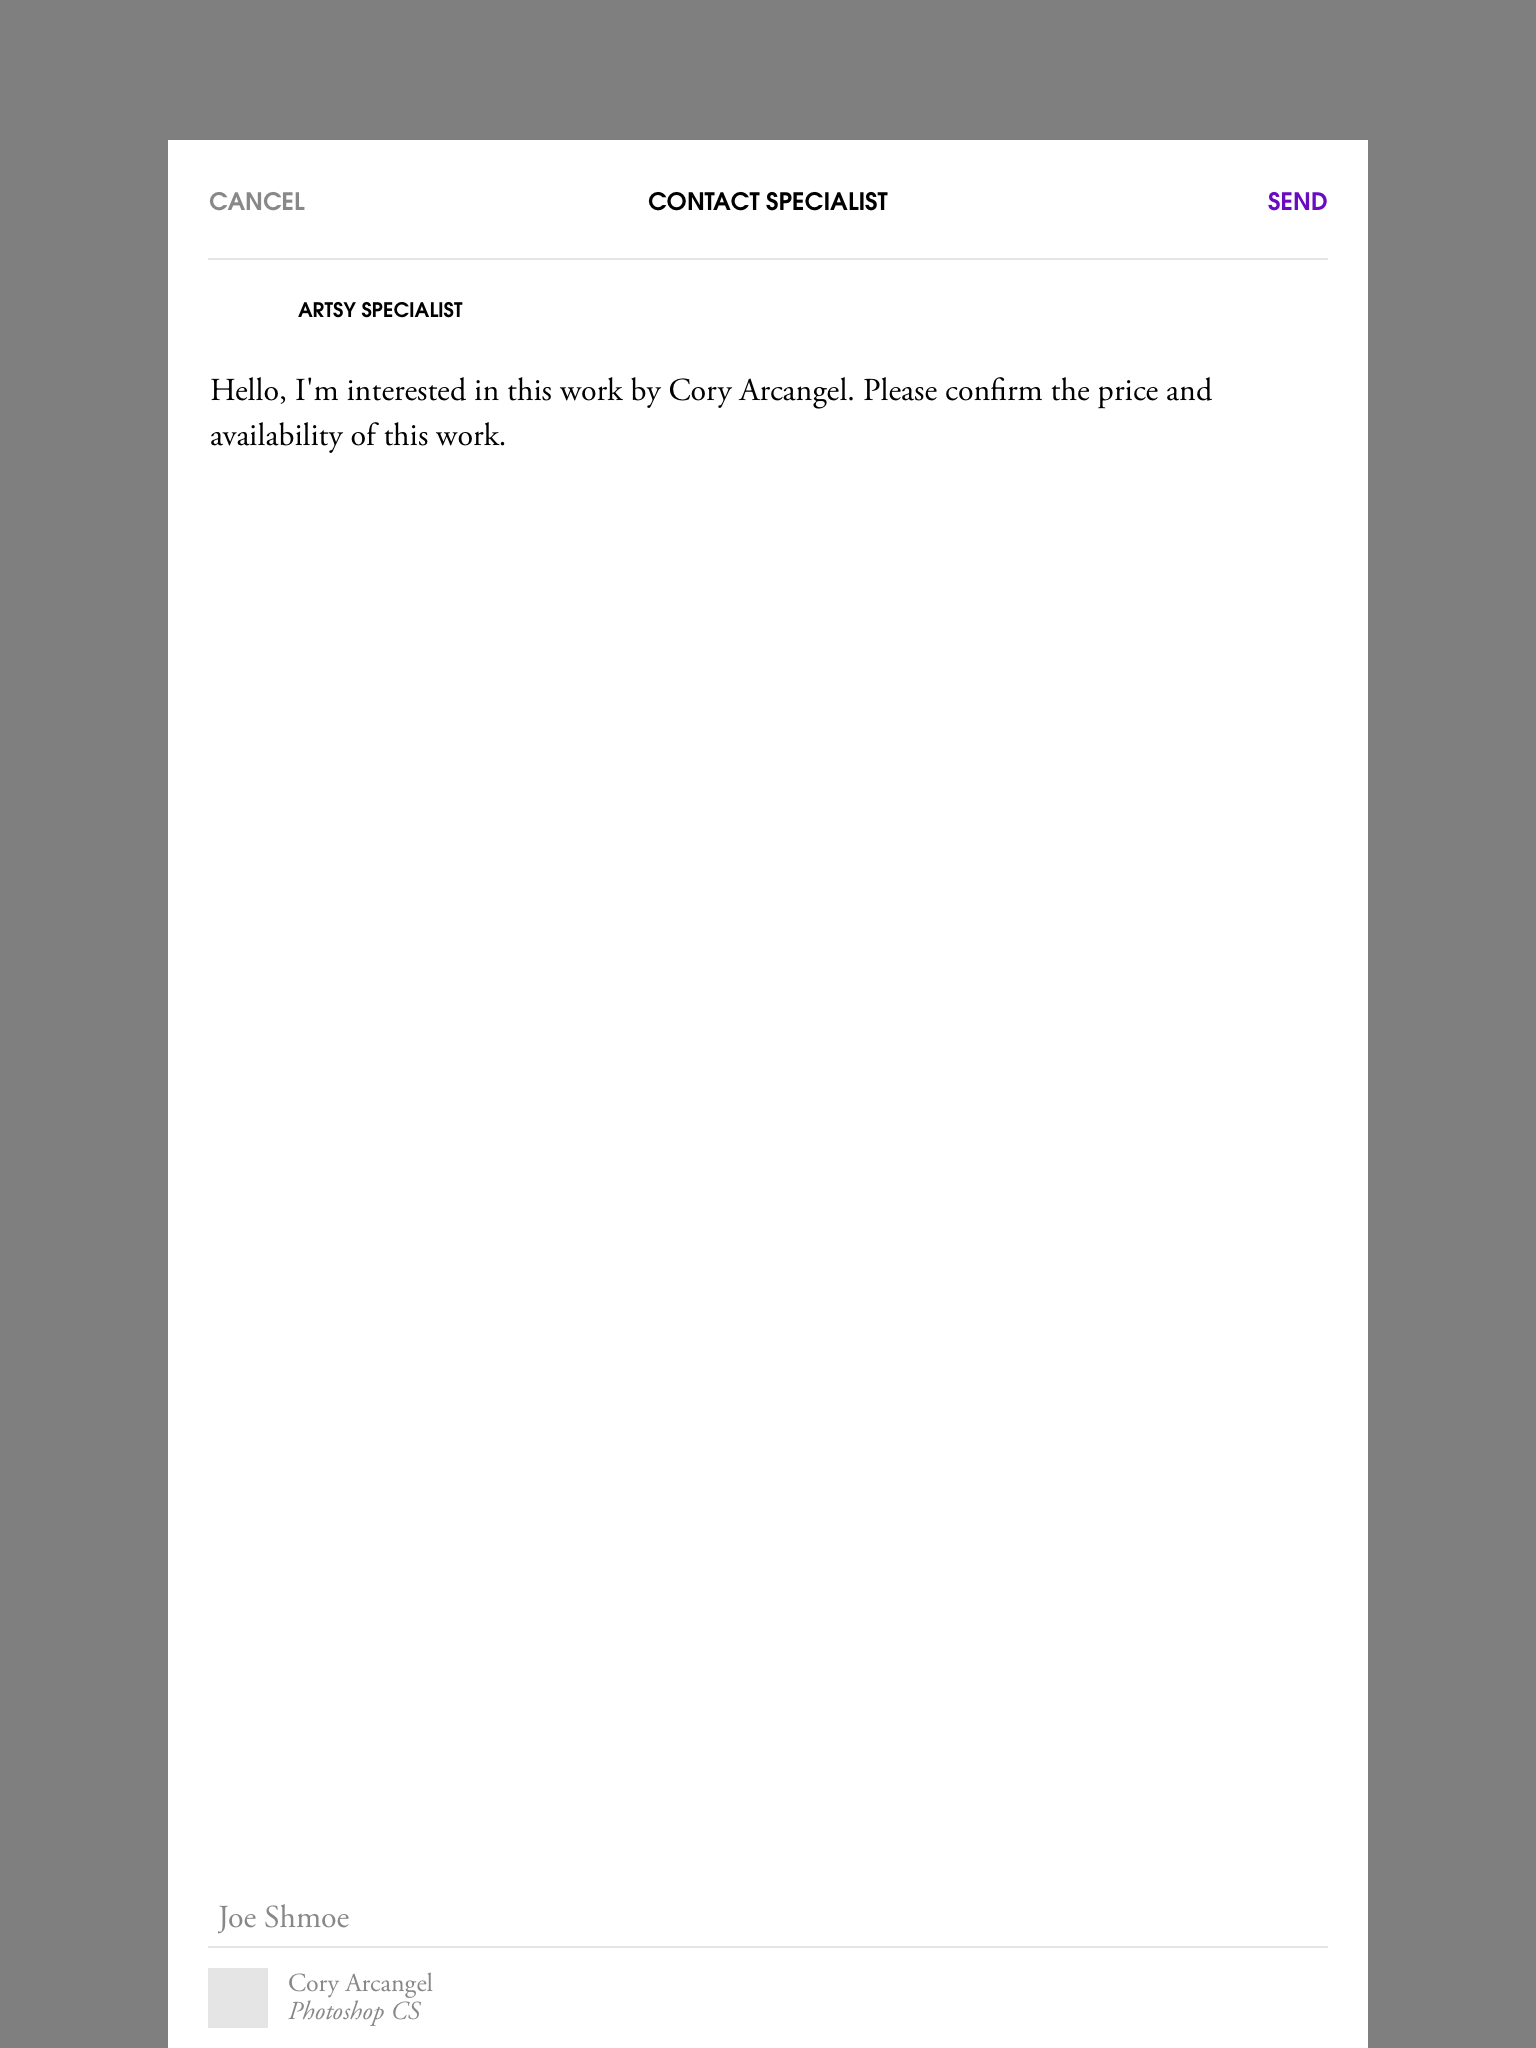 CANCEL
CONTACT SPECIALIST
SEND
ARTSY SPECIALIST
Hello, I'm interested in this work by Cory Arcangel. Please confirm the price and
availability of this work.
Joe Shmoe
Cory Arcangel
Photoshop CS